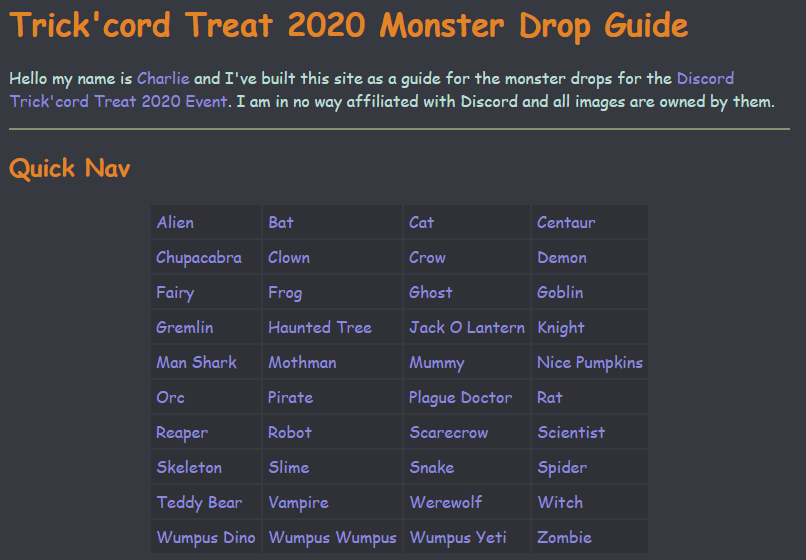 Trick'cord Treat 2020 Monster Drop Guide
Hello my name is Charlie and I've built this site as a guide for the monster drops for the Discord
Trick'cord Treat 2020 Event. I am in no way affiliated with Discord and all images are owned by them.
Quick Nav
Alien Bat Cat Centaur
Chupacabra Clown Crow Demon
Fairy Frog Ghost Goblin
Gremlin Haunted Tree Jack O Lantern Knight
Man Shark Mothman Mummy Nice Pumpkins
Orc Pirate Plague Doctor Rat
Reaper Robot Scarecrow Scientist
Skeleton Slime Snake Spider
Teddy Bear Vampire Werewolf Witch
Wumpus Dino Wumpus Wumpus Wumpus Yeti Zombie